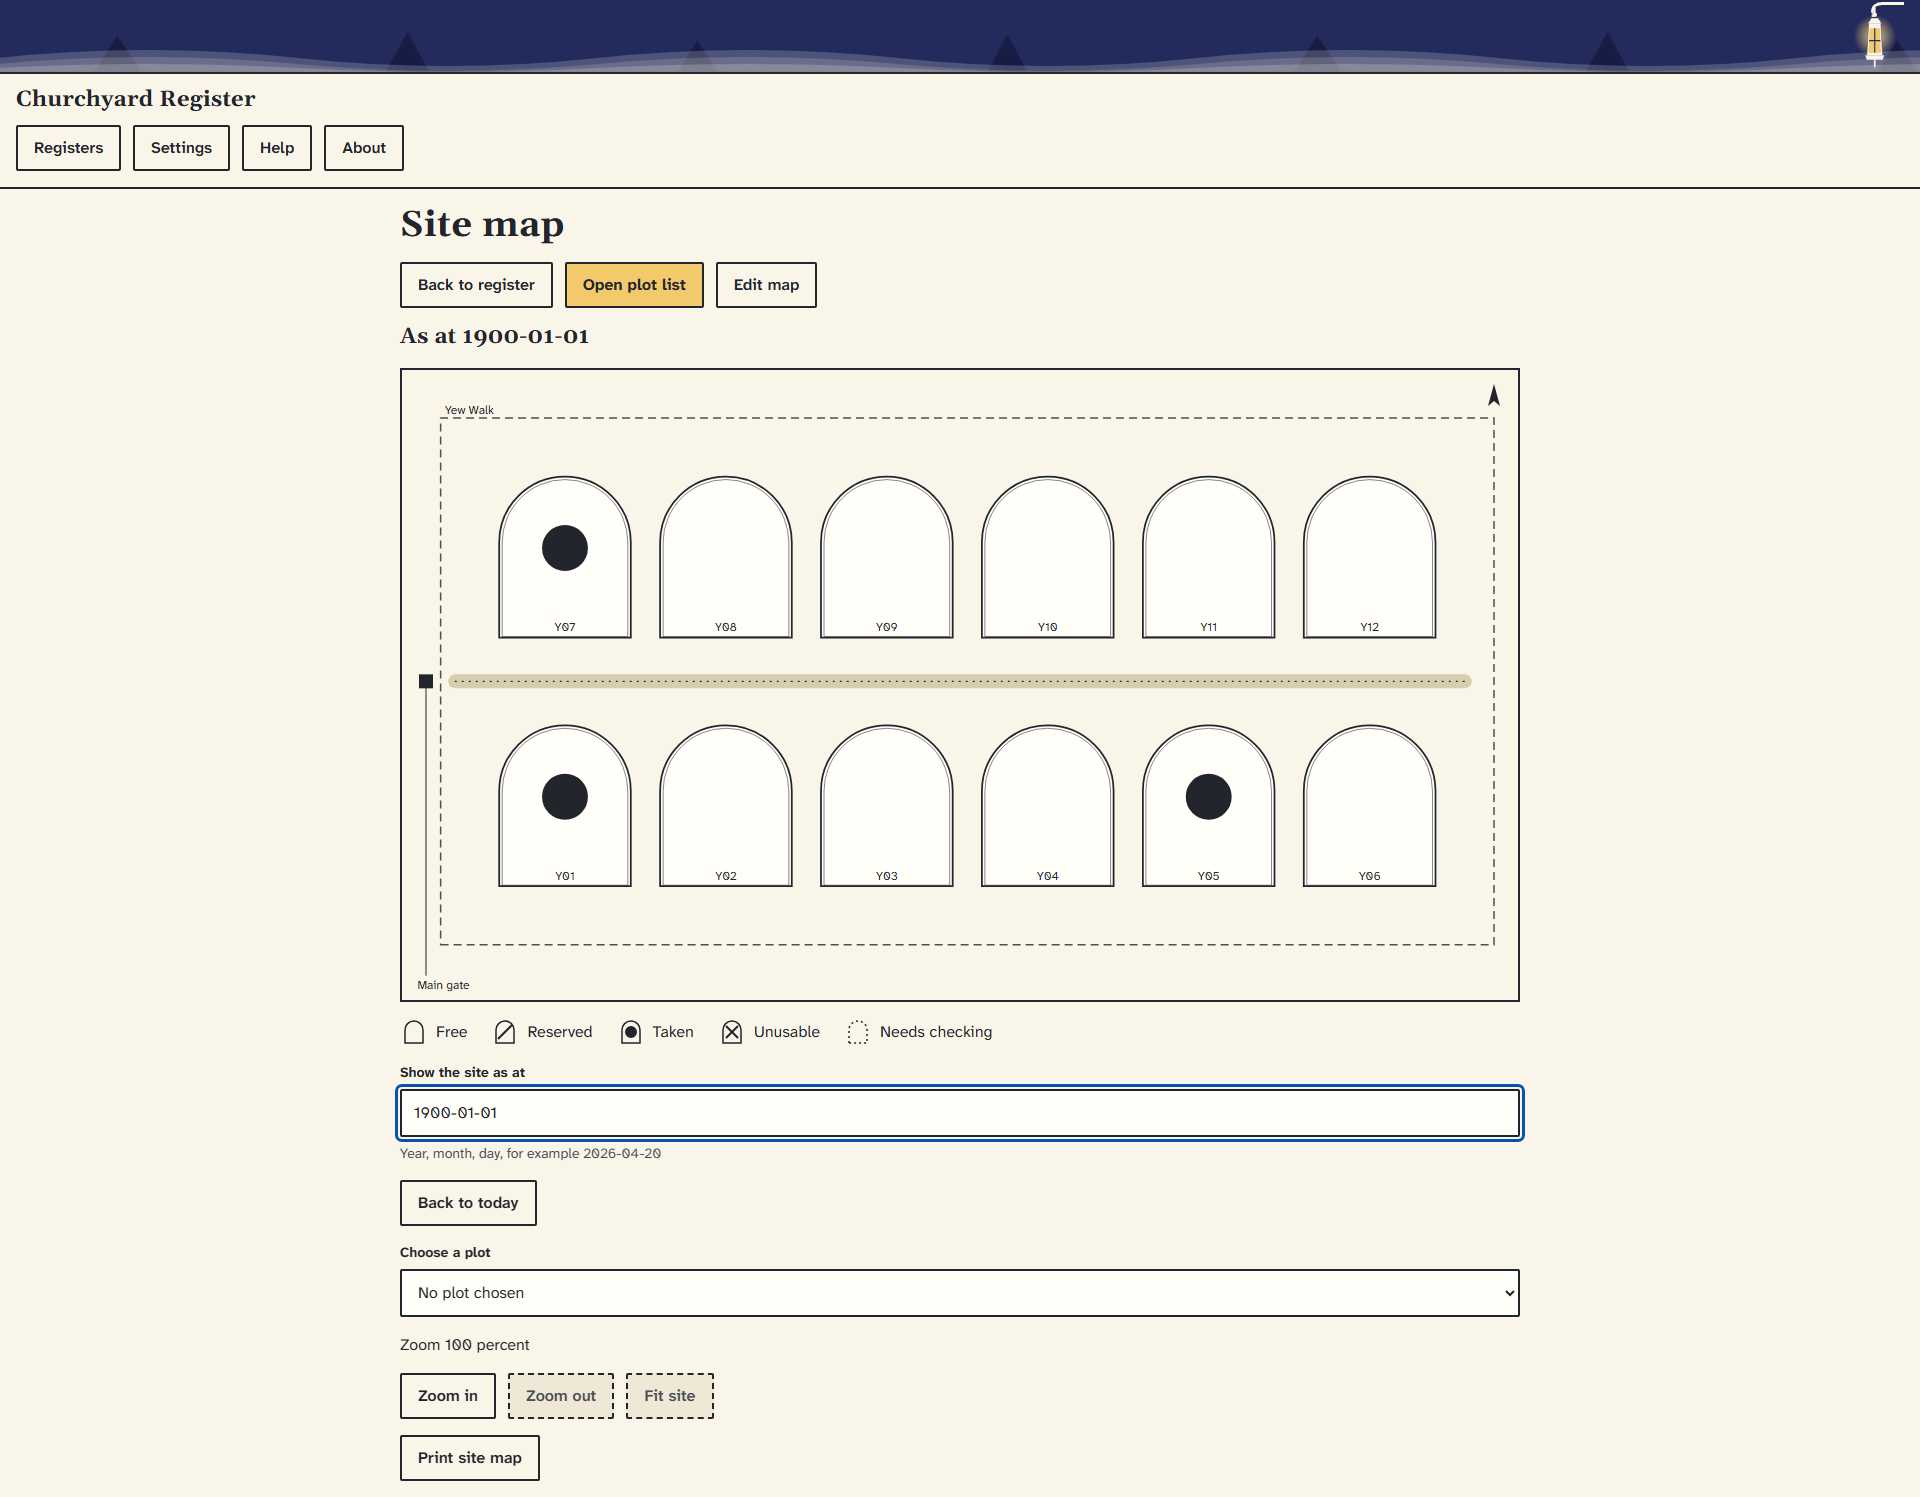 Churchyard Register
Registers Settings Help About
Site map
Back to register Open plot list Edit map
As at 1900-01-01
Yew Walk
Y07 Y08 Y09 Y10 Y11 Y12
Y01 Y02 Y03 Y04 Y05 Y06
Main gate
Free Reserved Taken Unusable Needs checking
Show the site as at
1900-01-01
Year, month, day, for example 2026-04-20
Back to today
Choose a plot
No plot chosen
Zoom 100 percent
Zoom in Zoom out Fit site
Print site map